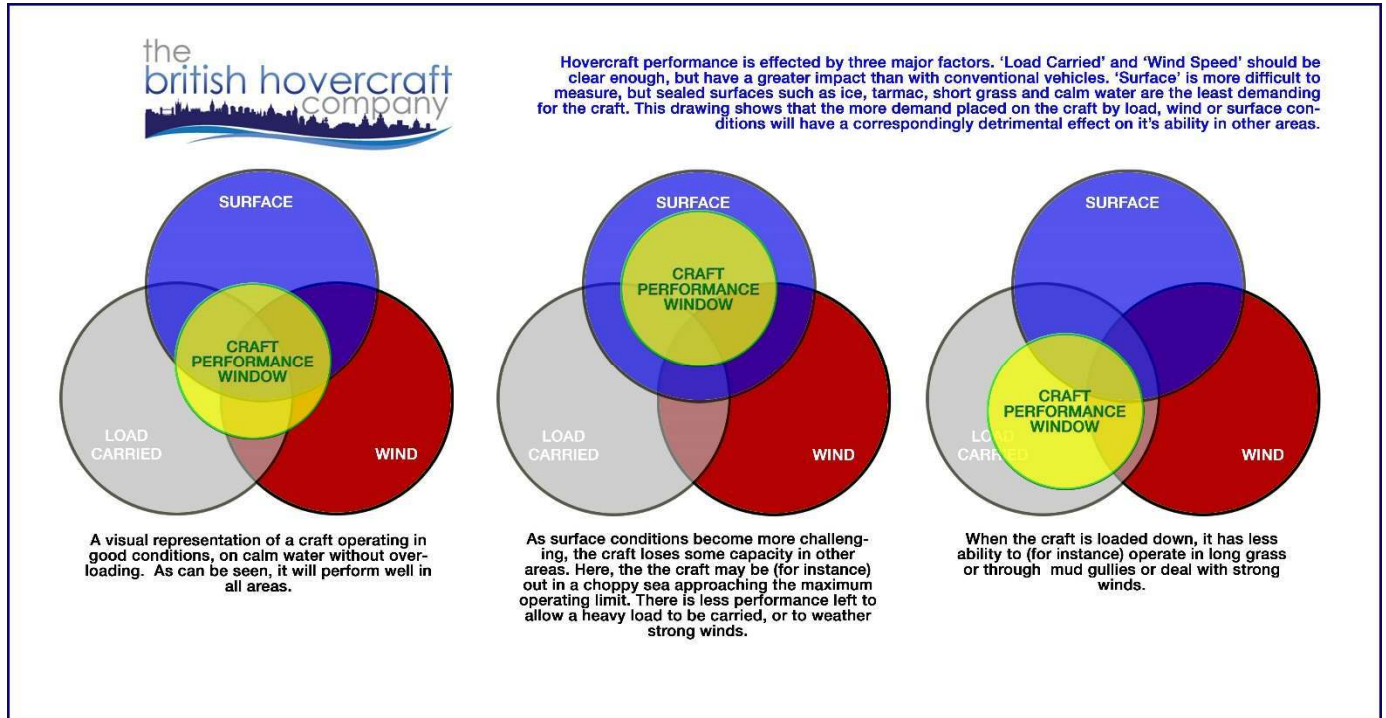 the
british hovercraft
company
Hovercraft performance is effected by three major factors. ‘Load Carried’ and ‘Wind Speed’ should be
clear enough, but have a greater impact than with conventional vehicles. ‘Surface’ is more difficult to
measure, but sealed surfaces such as ice, tarmac, short grass and calm water are the least demanding
for the craft. This drawing shows that the more demand placed on the craft by load, wind or surface con-
ditions will have a correspondingly detrimental effect on it’s ability in other areas.
SURFACE
CRAFT
PERFORMANCE
WINDOW
LOAD
CARRIED
WIND
A visual representation of a craft operating in
good conditions, on calm water without over-
loading. As can be seen, it will perform well in
all areas.
SURFACE
CRAFT
PERFORMANCE
WINDOW
LOAD
CARRIED
WIND
As surface conditions become more challeng-
ing, the craft loses some capacity in other
areas. Here, the the craft may be (for instance)
out in a choppy sea approaching the maximum
operating limit. There is less performance left to
allow a heavy load to be carried, or to weather
strong winds.
SURFACE
CRAFT
PERFORMANCE
WINDOW
LOAD
CARRIED
WIND
When the craft is loaded down, it has less
ability to (for instance) operate in long grass
or through mud gullies or deal with strong
winds.